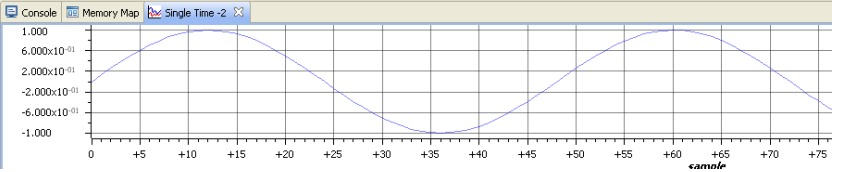 Console Memory Map Single Time -2
1.000
6.000x10⁻⁰¹
2.000x10⁻⁰¹
-2.000x10⁻⁰¹
-6.000x10⁻⁰¹
-1.000
0 +5 +10 +15 +20 +25 +30 +35 +40 +45 +50 +55 +60 +65 +70 +75
sample